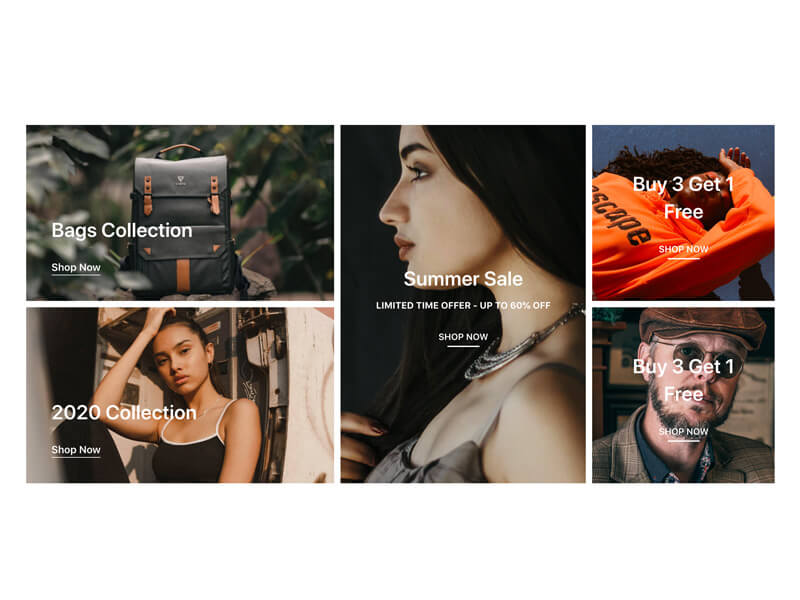 Bags Collection
Shop Now
2020 Collection
Shop Now
Summer Sale
LIMITED TIME OFFER - UP TO 60% OFF
SHOP NOW
Buy 3 Get 1
Free
escape
SHOP NOW
Buy 3 Get 1
Free
SHOP NOW